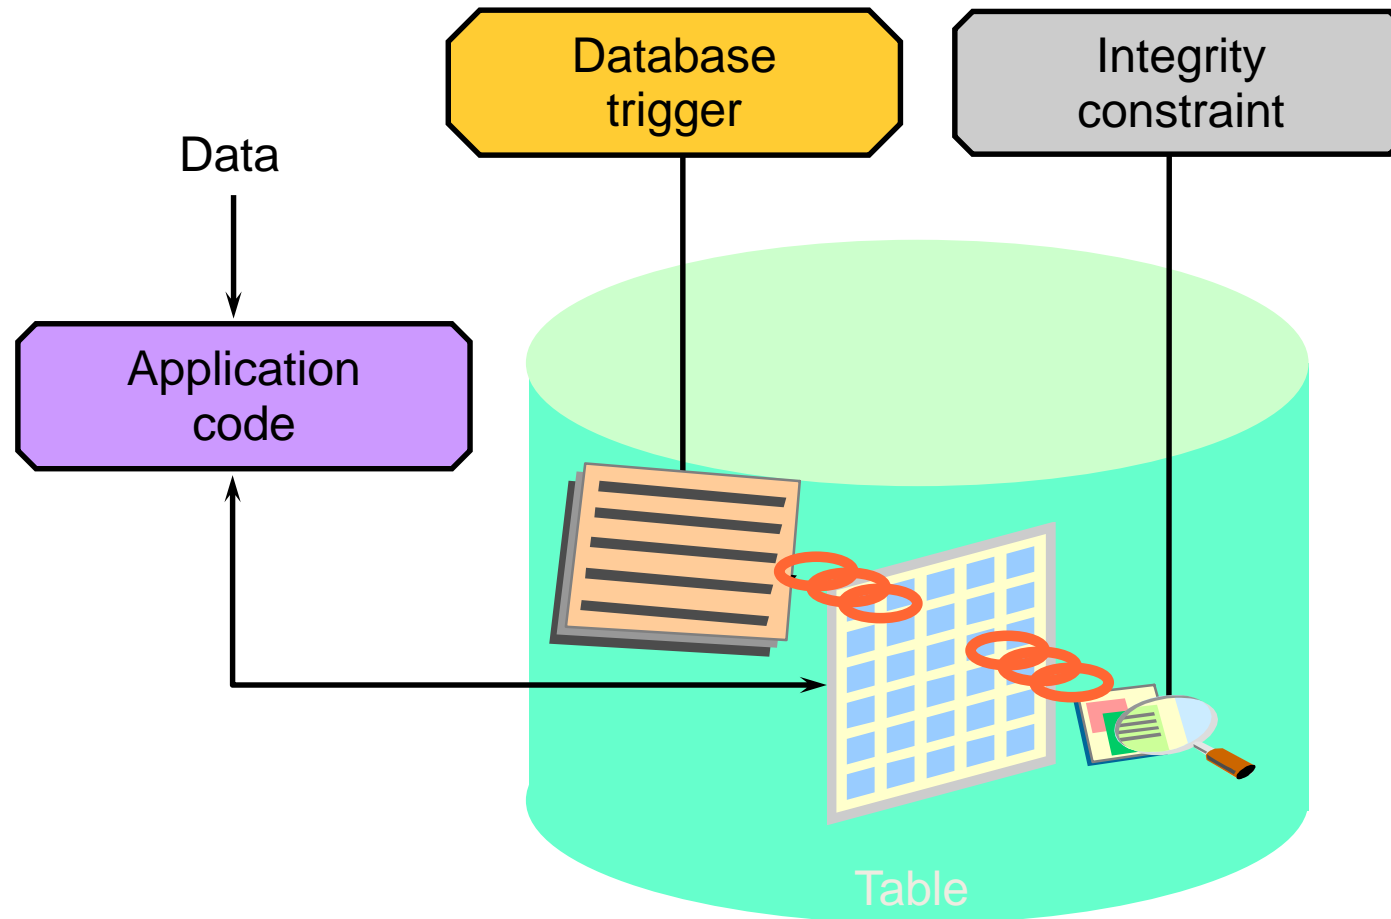 Database
trigger
Integrity
constraint
Data
Application
code
Table